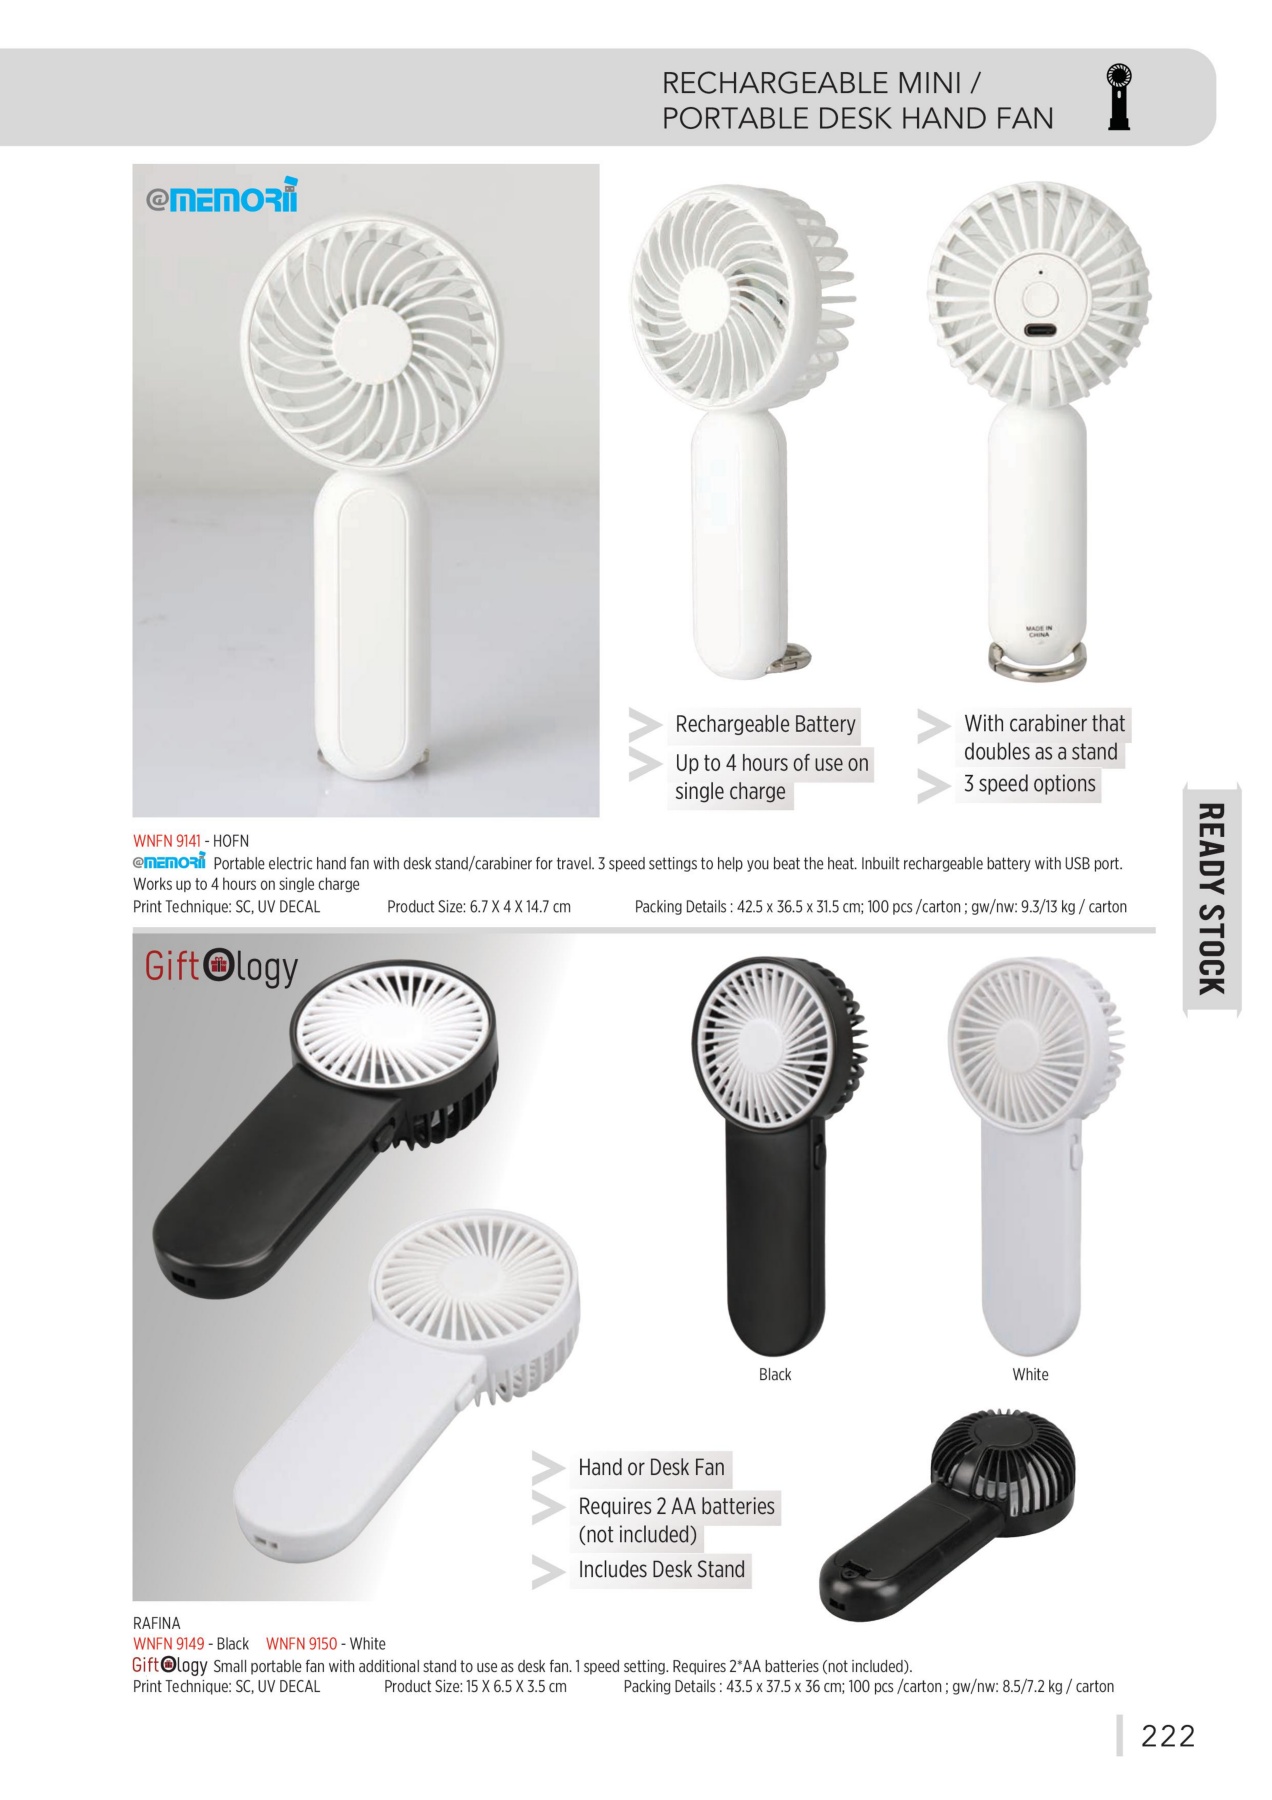 RECHARGEABLE MINI /
PORTABLE DESK HAND FAN
@MEMORII
MADE IN
CHINA
Rechargeable Battery
Up to 4 hours of use on
single charge
With carabiner that
doubles as a stand
3 speed options
READY STOCK
WNFN 9141 - HOFN
@MEMORII Portable electric hand fan with desk stand/carabiner for travel. 3 speed settings to help you beat the heat. Inbuilt rechargeable battery with USB port.
Works up to 4 hours on single charge
Print Technique: SC, UV DECAL Product Size: 6.7 X 4 X 14.7 cm Packing Details : 42.5 x 36.5 x 31.5 cm; 100 pcs /carton ; gw/nw: 9.3/13 kg / carton
GiftOlogy
Black
White
Hand or Desk Fan
Requires 2 AA batteries
(not included)
Includes Desk Stand
RAFINA
WNFN 9149 - Black WNFN 9150 - White
GiftOlogy Small portable fan with additional stand to use as desk fan. 1 speed setting. Requires 2*AA batteries (not included).
Print Technique: SC, UV DECAL Product Size: 15 X 6.5 X 3.5 cm Packing Details : 43.5 x 37.5 x 36 cm; 100 pcs /carton ; gw/nw: 8.5/7.2 kg / carton
222